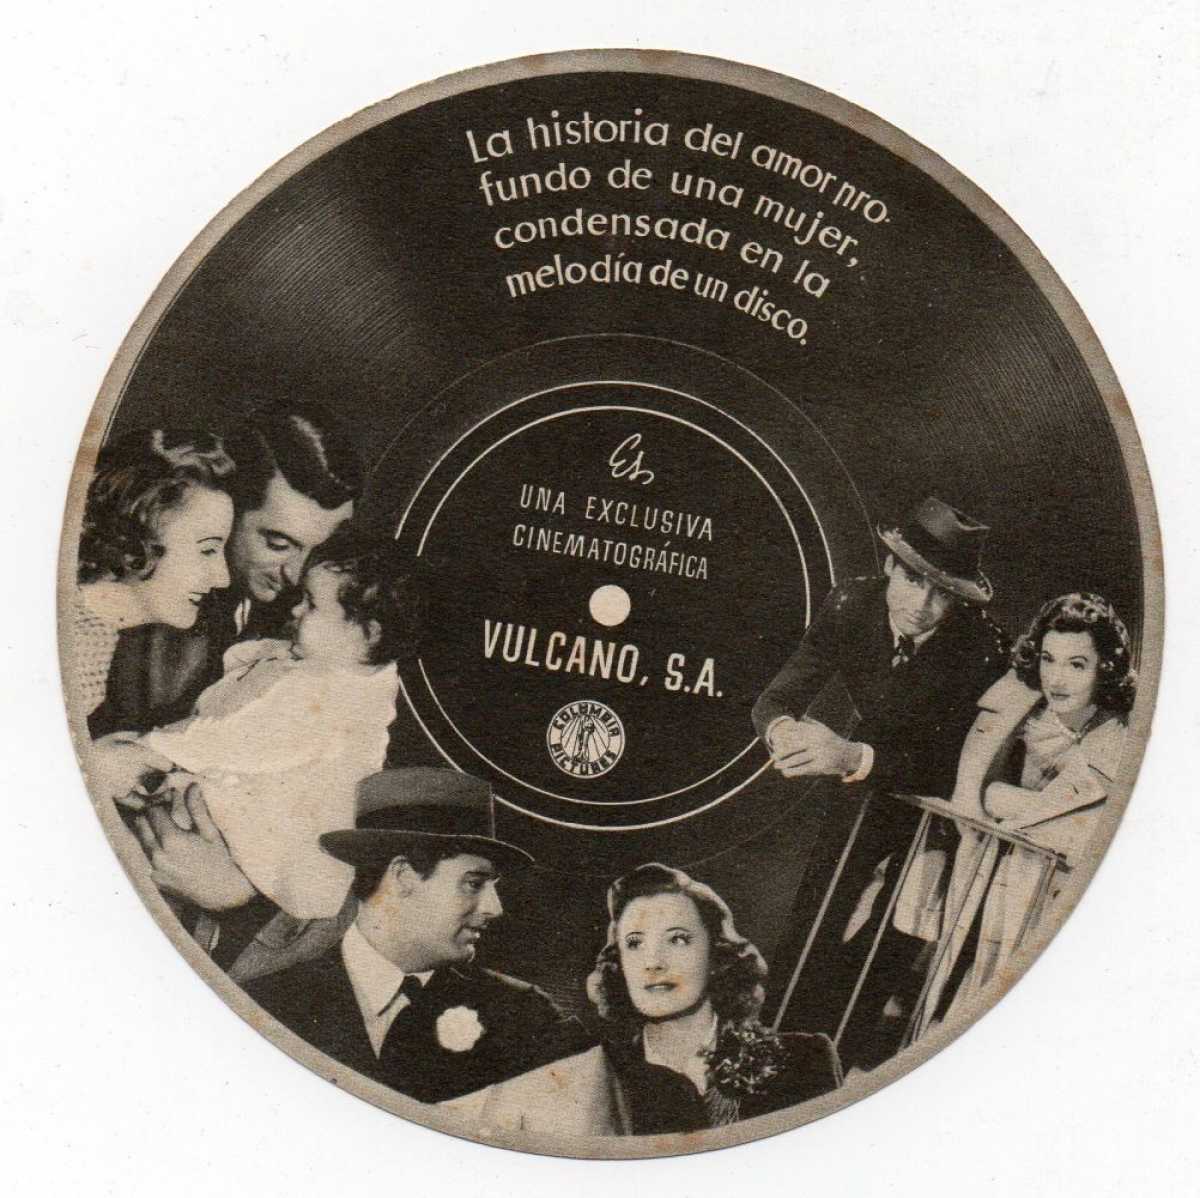 La historia del amor pro-
fundo de una mujer,
condensada en la
melodía de un disco.
Es
UNA EXCLUSIVA
CINEMATOGRÁFICA
VULCANO, S.A.
COLUMBIA
PICTURES